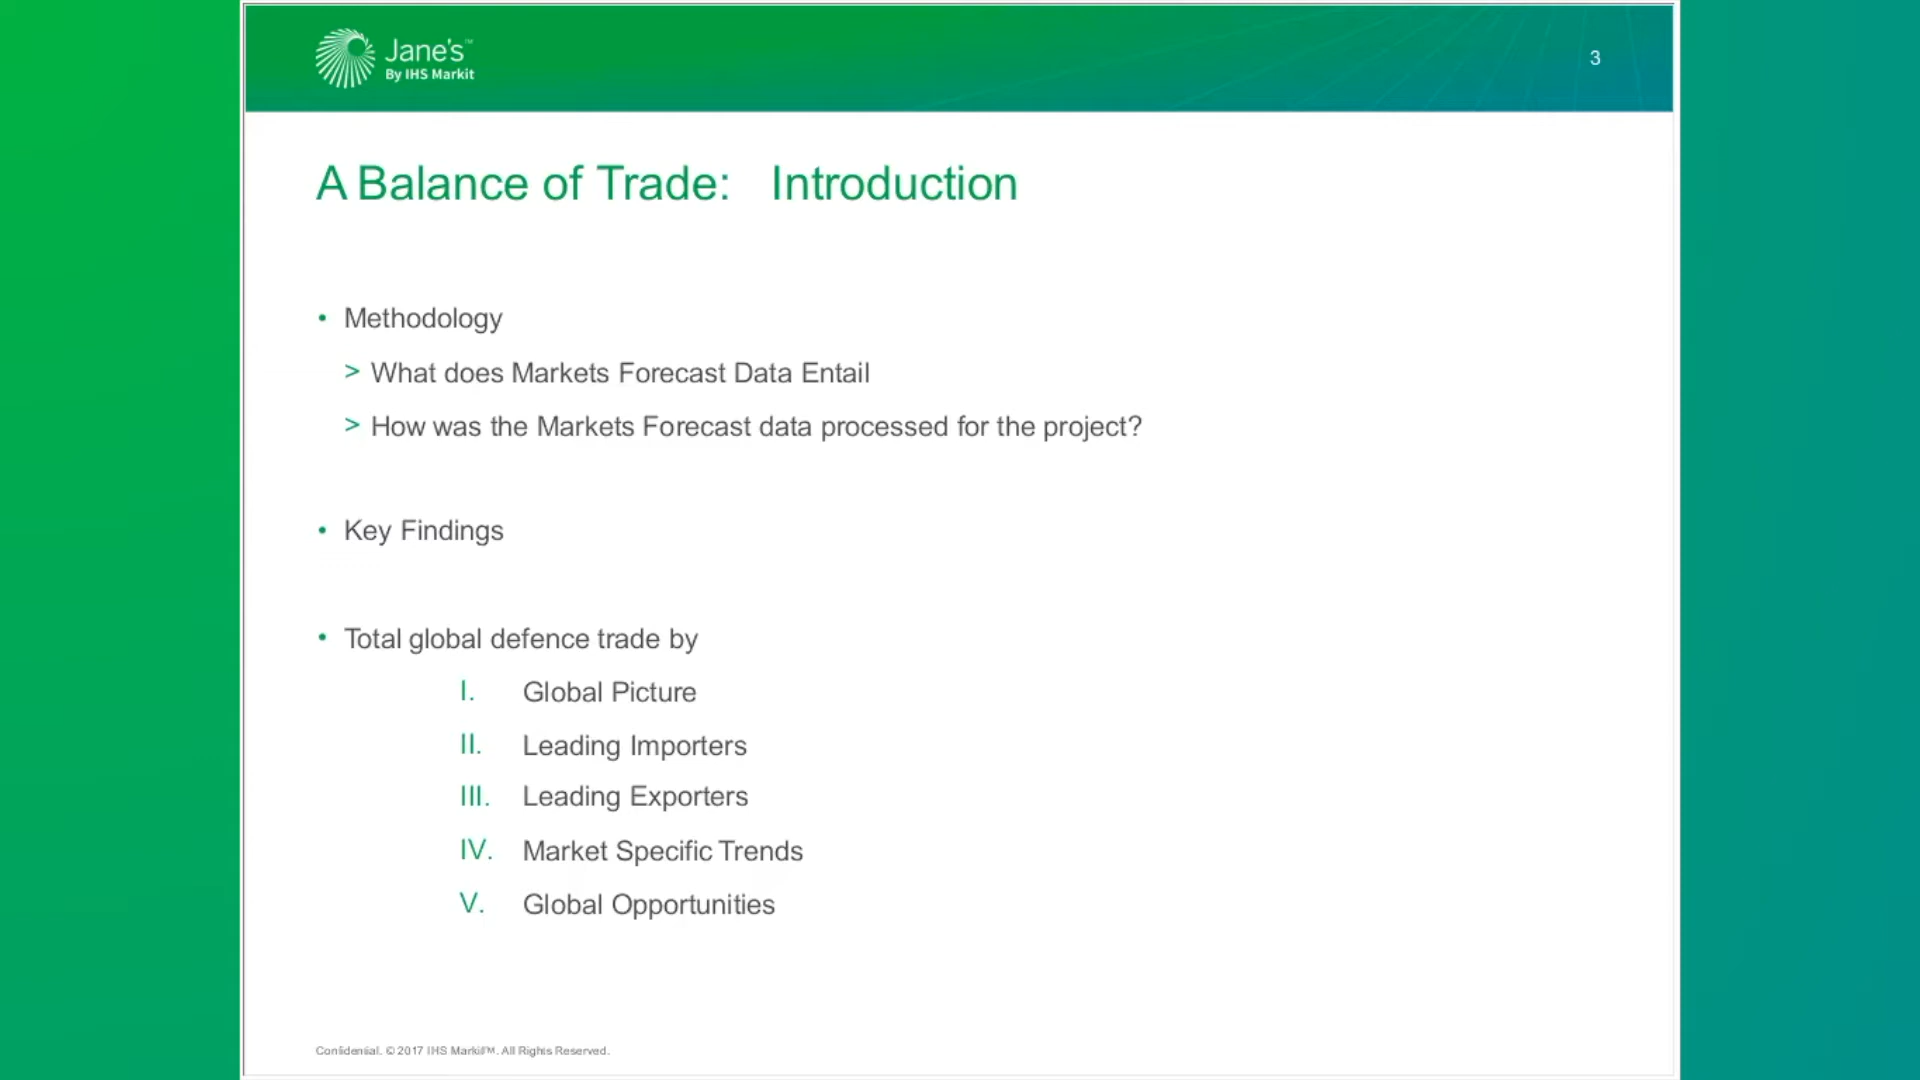 Jane's™
By IHS Markit
3
A Balance of Trade: Introduction
• Methodology
> What does Markets Forecast Data Entail
> How was the Markets Forecast data processed for the project?
• Key Findings
• Total global defence trade by
I. Global Picture
II. Leading Importers
III. Leading Exporters
IV. Market Specific Trends
V. Global Opportunities
Confidential. © 2017 IHS Markit™. All Rights Reserved.